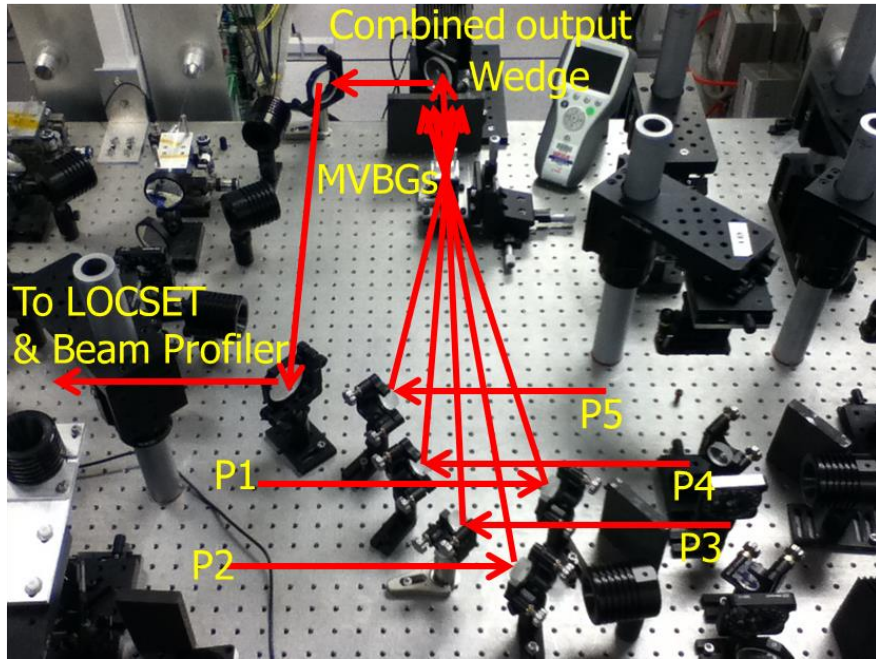 Combined output
Wedge
MVBGs
To LOCSET
& Beam Profiler
P5
P1
P4
P3
P2